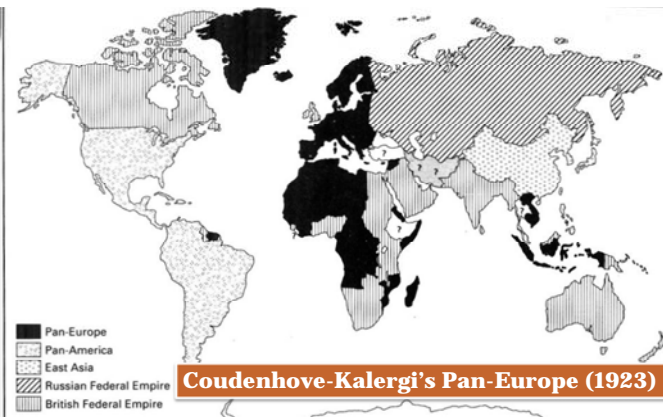 ?
?
?
?
?
Pan-Europe
Pan-America
East Asia
Russian Federal Empire
British Federal Empire
Coudenhove-Kalergi's Pan-Europe (1923)